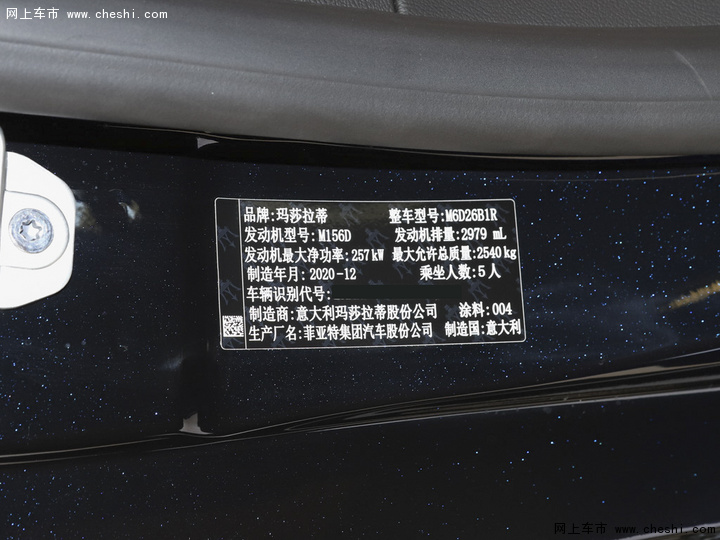 网上车市 www.cheshi.com
品牌:玛莎拉蒂 整车型号:M6D26B1R
发动机型号:M156D 发动机排量:2979 mL
发动机最大净功率:257kW 最大允许总质量:2540kg
制造年月:2020-12 乘坐人数:5人
车辆识别代号:
制造商:意大利玛莎拉蒂股份公司 涂料:004
生产厂名:菲亚特集团汽车股份公司 制造国:意大利
网上车市 www.cheshi.com